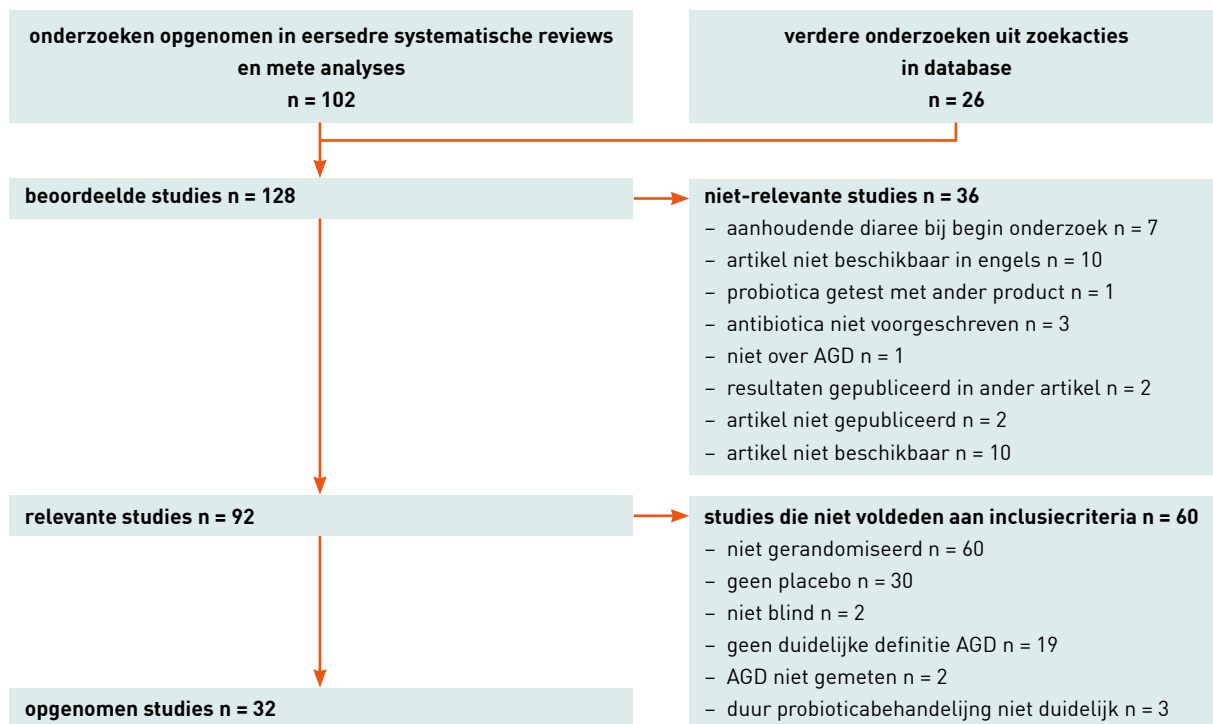 onderzoeken opgenomen in eersedre systematische reviews
en mete analyses
n = 102
verdere onderzoeken uit zoekacties
in database
n = 26
beoordeelde studies n = 128
niet-relevante studies n = 36
– aanhoudende diaree bij begin onderzoek n = 7
– artikel niet beschikbaar in engels n = 10
– probiotica getest met ander product n = 1
– antibiotica niet voorgeschreven n = 3
– niet over AGD n = 1
– resultaten gepubliceerd in ander artikel n = 2
– artikel niet gepubliceerd n = 2
– artikel niet beschikbaar n = 10
relevante studies n = 92
studies die niet voldeden aan inclusiecriteria n = 60
– niet gerandomiseerd n = 60
– geen placebo n = 30
– niet blind n = 2
– geen duidelijke definitie AGD n = 19
– AGD niet gemeten n = 2
– duur probioticabehandelijng niet duidelijk n = 3
opgenomen studies n = 32